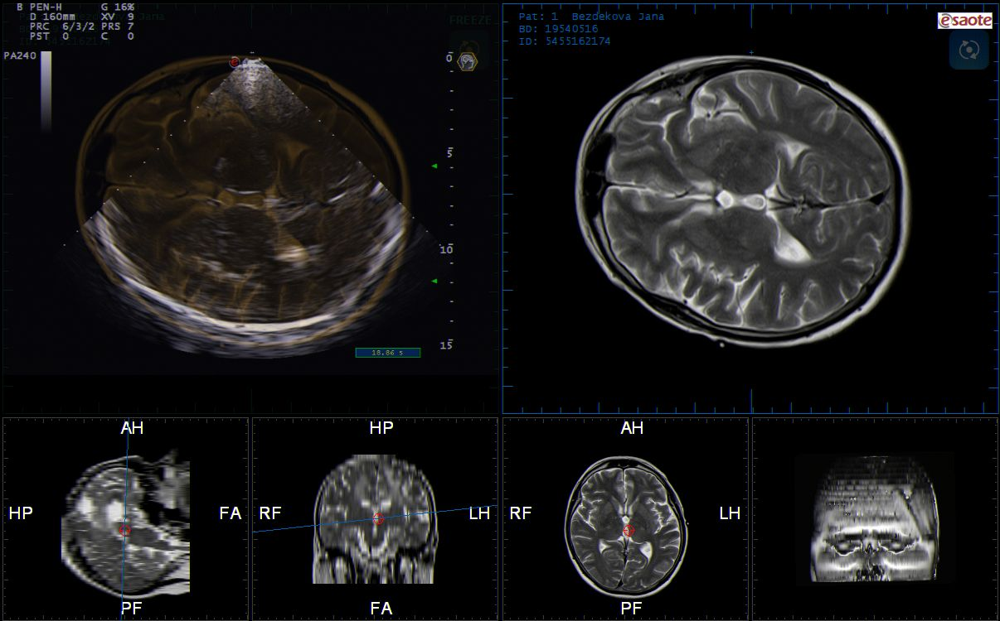 B PEN-H G 16%
D 160mm XV 9
PRC 6/3/2 PRS 7
PST 0 C 0
PA240
FREEZE
0
5
10
15
18.86 s
Pat: 1 Bezdekova Jana
BD: 19540516
ID: 5455162174
esaote
AH
HP
FA
PF
HP
RF
LH
FA
AH
RF
LH
PF